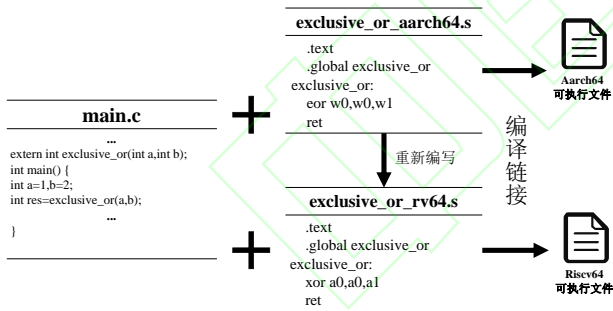 main.c
...
extern int exclusive_or(int a,int b);
int main() {
int a=1,b=2;
int res=exclusive_or(a,b);
...
}
exclusive_or_aarch64.s
.text
.global exclusive_or
exclusive_or:
eor w0,w0,w1
ret
重新编写
exclusive_or_rv64.s
.text
.global exclusive_or
exclusive_or:
xor a0,a0,a1
ret
编译链接
Aarch64
可执行文件
Riscv64
可执行文件